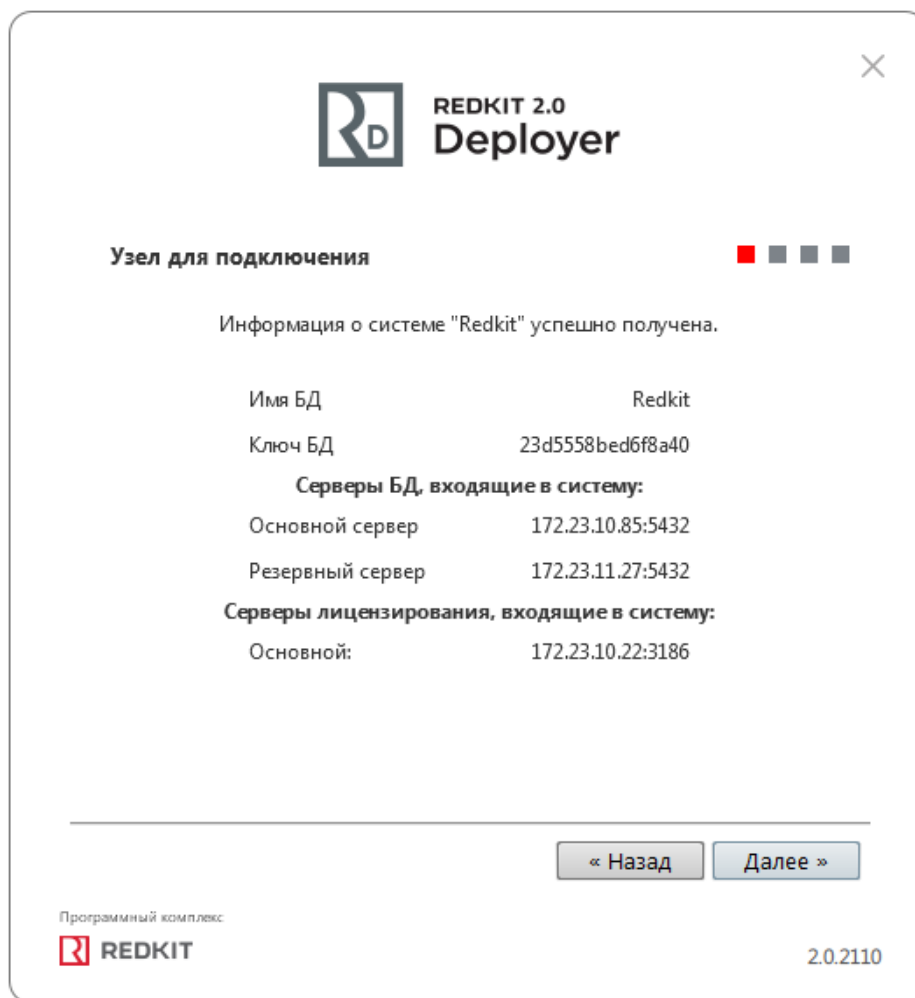 REDKIT 2.0
Deployer
Узел для подключения
Информация о системе "Redkit" успешно получена.
Имя БД Redkit
Ключ БД 23d5558bed6f8a40
Серверы БД, входящие в систему:
Основной сервер 172.23.10.85:5432
Резервный сервер 172.23.11.27:5432
Серверы лицензирования, входящие в систему:
Основной: 172.23.10.22:3186
« Назад Далее »
Программный комплекс
REDKIT
2.0.2110